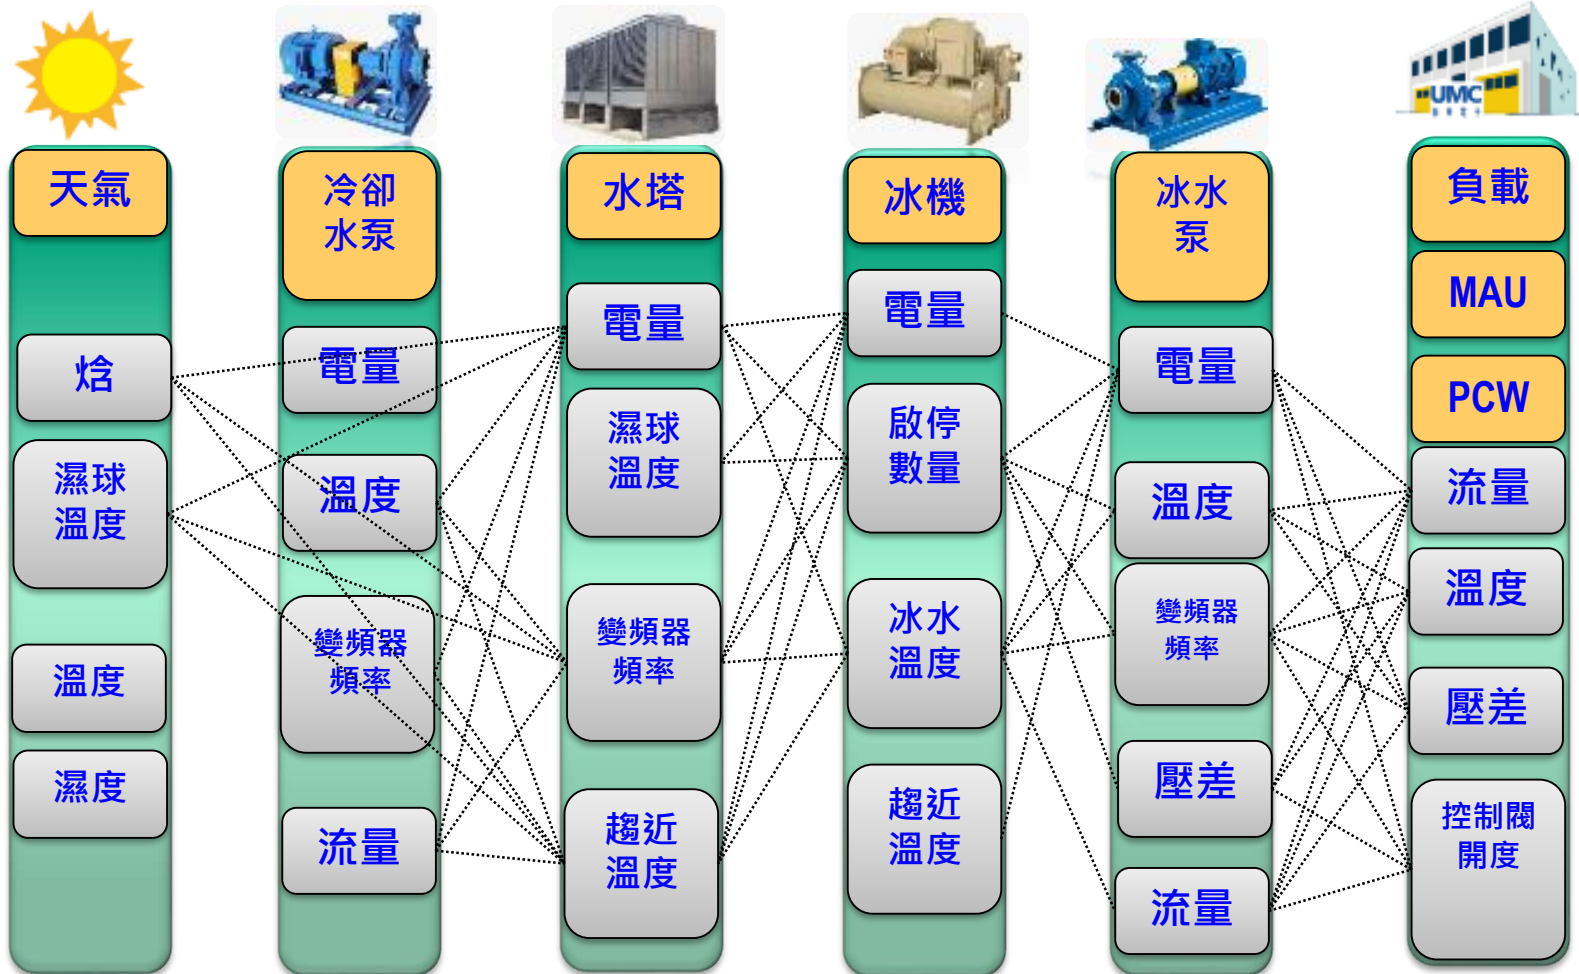 UMC
天氣
焓
濕球
溫度
溫度
濕度
冷卻
水泵
電量
溫度
變頻器
頻率
流量
水塔
電量
濕球
溫度
變頻器
頻率
趨近
溫度
冰機
電量
啟停
數量
冰水
溫度
趨近
溫度
冰水
泵
電量
溫度
變頻器
頻率
壓差
流量
負載
MAU
PCW
流量
溫度
壓差
控制閥
開度